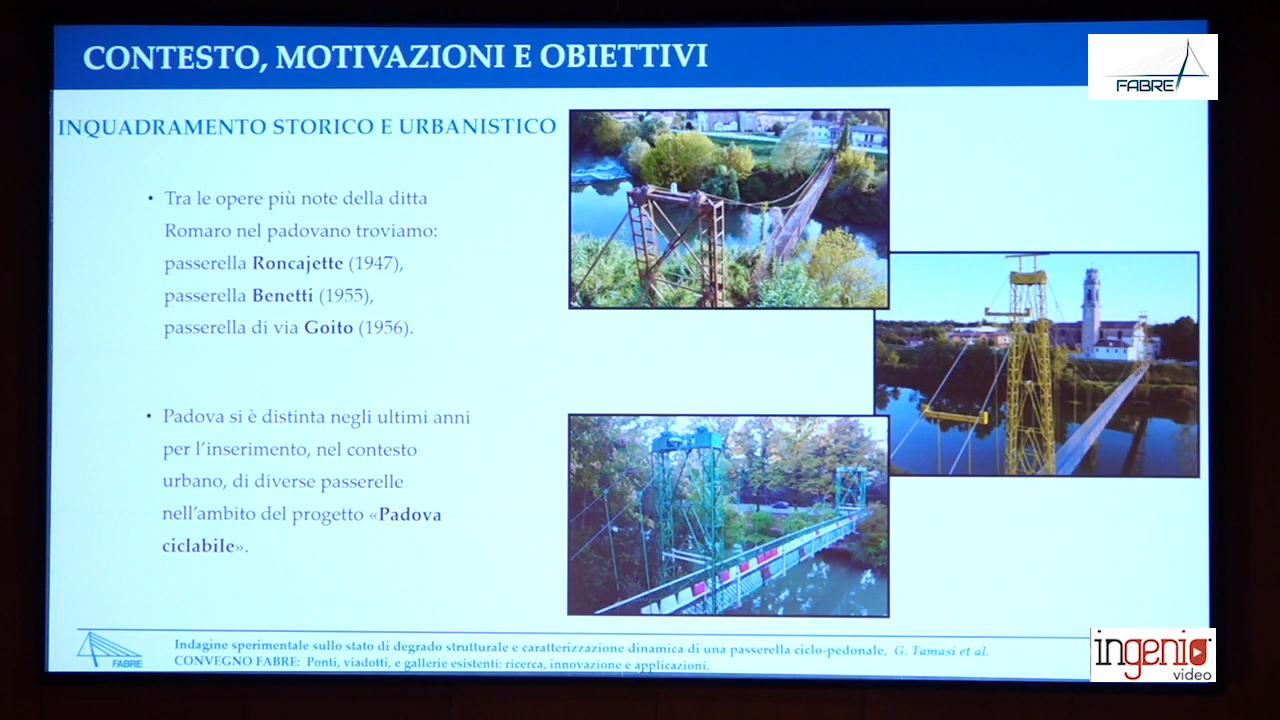 CONTESTO, MOTIVAZIONI E OBIETTIVI
FABRE
INQUADRAMENTO STORICO E URBANISTICO
• Tra le opere più note della ditta
Romaro nel padovano troviamo:
passerella Roncajette (1947),
passerella Benetti (1955),
passerella di via Goito (1956).
• Padova si è distinta negli ultimi anni
per l'inserimento, nel contesto
urbano, di diverse passerelle
nell'ambito del progetto «Padova
ciclabile».
FABRE
Indagine sperimentale sullo stato di degrado strutturale e caratterizzazione dinamica di una passerella ciclo-pedonale, G. Tamasi et al.
CONVEGNO FABRE: Ponti, viadotti, e gallerie esistenti: ricerca, innovazione e applicazioni.
ingenio
video